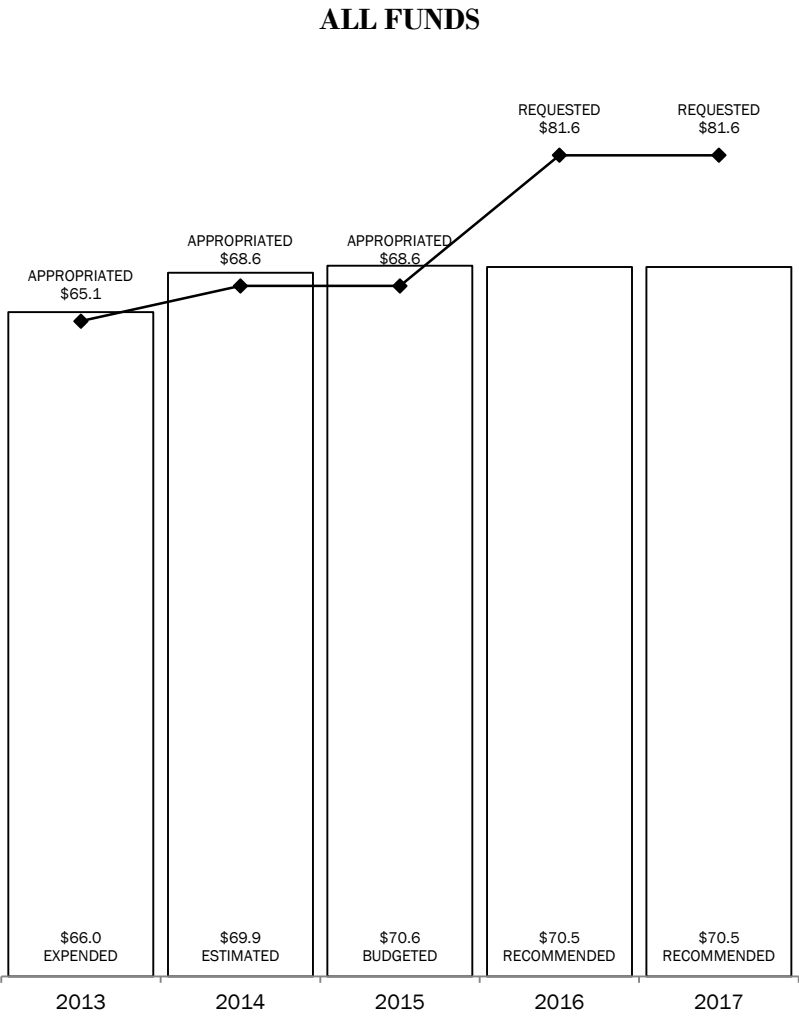 ALL FUNDS
REQUESTED
$81.6
REQUESTED
$81.6
APPROPRIATED
$68.6
APPROPRIATED
$68.6
APPROPRIATED
$65.1
$66.0
EXPENDED
$69.9
ESTIMATED
$70.6
BUDGETED
$70.5
RECOMMENDED
$70.5
RECOMMENDED
2013
2014
2015
2016
2017